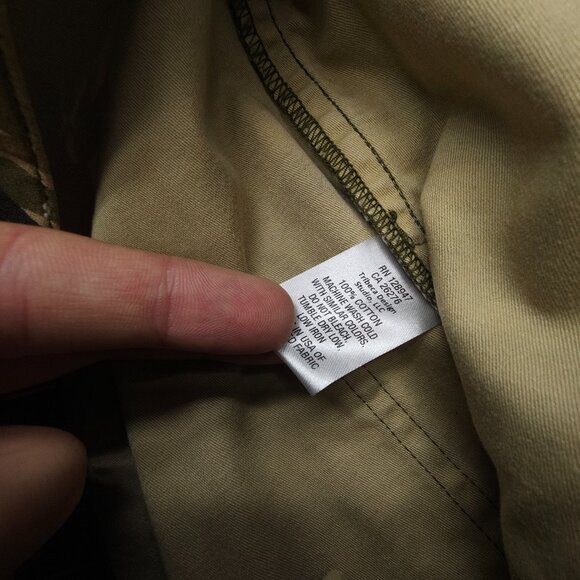 RN 128947
CA 26276
Tribeca Design
Studio, LLC
100% COTTON
MACHINE WASH COLD
WITH SIMILAR COLORS,
DO NOT BLEACH,
TUMBLE DRY LOW,
LOW IRON
IN USA OF
FABRIC